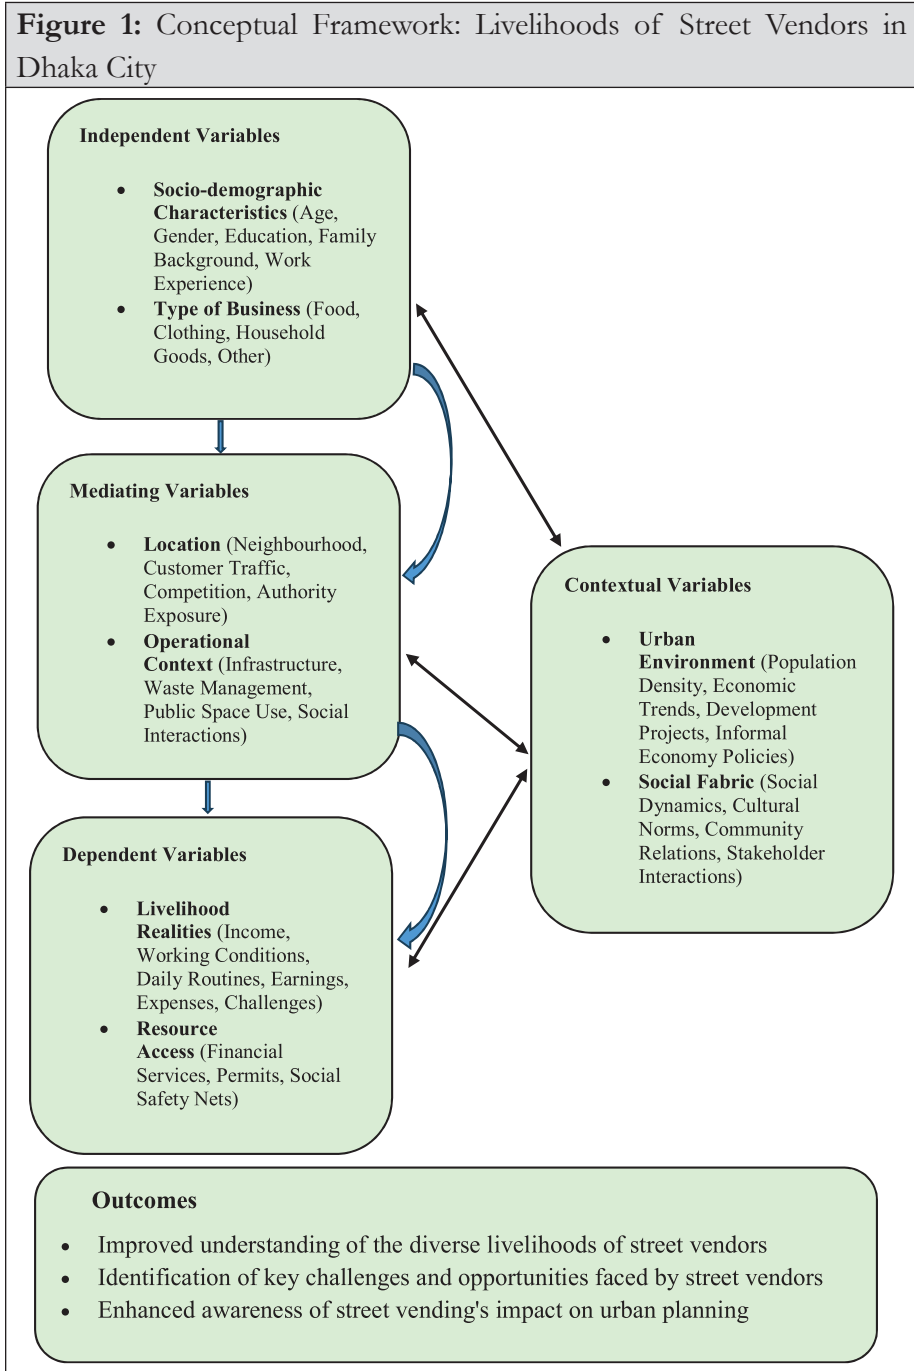 Figure 1: Conceptual Framework: Livelihoods of Street Vendors in
Dhaka City
Independent Variables
• Socio-demographic
Characteristics (Age,
Gender, Education, Family
Background, Work
Experience)
• Type of Business (Food,
Clothing, Household
Goods, Other)
Mediating Variables
• Location (Neighbourhood,
Customer Traffic,
Competition, Authority
Exposure)
• Operational
Context (Infrastructure,
Waste Management,
Public Space Use, Social
Interactions)
Contextual Variables
• Urban
Environment (Population
Density, Economic
Trends, Development
Projects, Informal
Economy Policies)
• Social Fabric (Social
Dynamics, Cultural
Norms, Community
Relations, Stakeholder
Interactions)
Dependent Variables
• Livelihood
Realities (Income,
Working Conditions,
Daily Routines, Earnings,
Expenses, Challenges)
• Resource
Access (Financial
Services, Permits, Social
Safety Nets)
Outcomes
• Improved understanding of the diverse livelihoods of street vendors
• Identification of key challenges and opportunities faced by street vendors
• Enhanced awareness of street vending's impact on urban planning